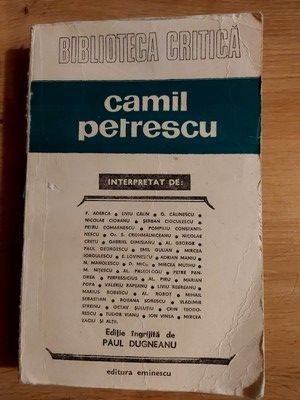 BIBLIOTECA CRITICĂ
camil
petrescu
INTERPRETAT DE:
F. ADERCA • LIVIU CĂLIN • G. CĂLINESCU •
NICOLAE CIOBANU • ȘERBAN CIOCULESCU •
PETRU COMARNESCU • POMPILIU CONSTANTI-
NESCU • OV. S. CROHMĂLNICEANU • NICOLAE
CREȚU • GABRIEL DIMISIANU • AL. GEORGE •
PAUL GEORGESCU • EMIL GULIAN • MIRCEA
IORGULESCU • E. LOVINESCU • ADRIAN MANIU •
N. MANOLESCU • D. MICU • MIRCEA MUTHU •
M. NIȚESCU • AL. PALEOLOGU • PETRE PAN-
DREA • PERPESSICIUS • AL. PIRU • MARIAN
POPA • VALERIU RÂPEANU • LIVIU REBREANU •
MARIUS ROBESCU • AL. ROBOT • MIHAIL
SEBASTIAN • ROXANA SORESCU • VLADIMIR
STREINU • OCTAV ȘULUȚIU • CRIN TEODO-
RESCU • TUDOR VIANU • ION VINEA • MIRCEA
ZACIU ȘI ALȚII.
Ediție îngrijită de
PAUL DUGNEANU
editura eminescu